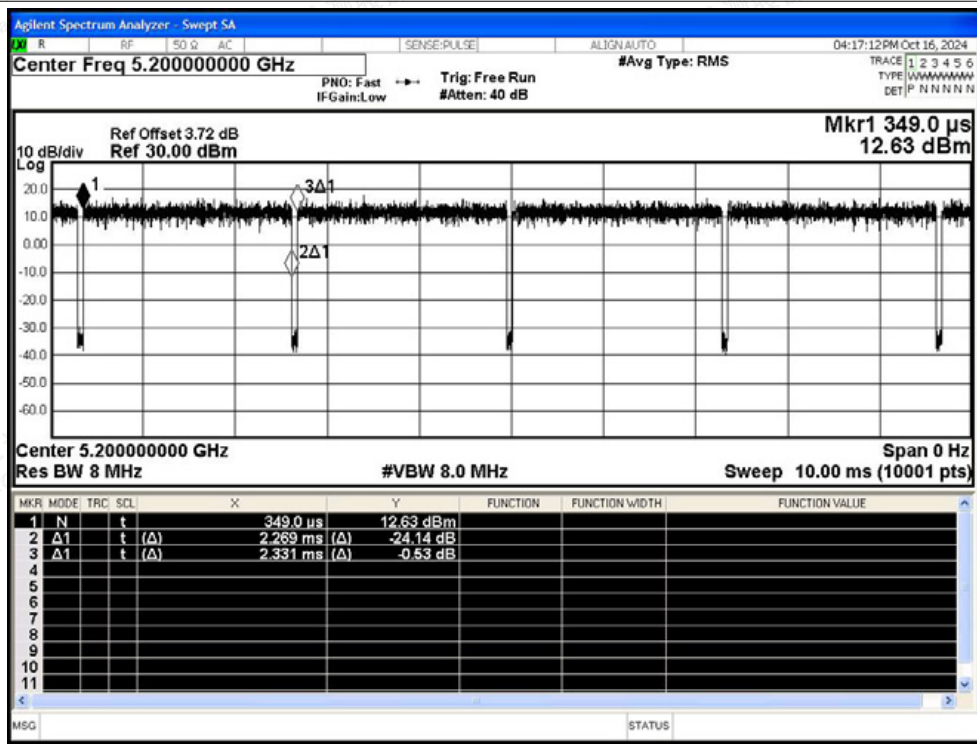 Agilent Spectrum Analyzer - Swept SA
LXI R RF 50 Ω AC SENSE:PULSE ALIGN AUTO 04:17:12 PM Oct 16, 2024
Center Freq 5.200000000 GHz #Avg Type: RMS TRACE 1 2 3 4 5 6
PNO: Fast Trig: Free Run TYPE WWWWWW
IFGain:Low #Atten: 40 dB DET P N N N N N
Mkr1 349.0 µs
Ref Offset 3.72 dB
10 dB/div Ref 30.00 dBm 12.63 dBm
Log
20.0
10.0
0.00
-10.0
-20.0
-30.0
-40.0
-50.0
-60.0
1
3Δ1
2Δ1
Center 5.200000000 GHz Span 0 Hz
Res BW 8 MHz #VBW 8.0 MHz Sweep 10.00 ms (10001 pts)
MKR MODE TRC SCL X Y FUNCTION FUNCTION WIDTH FUNCTION VALUE
1 N t 349.0 µs 12.63 dBm
2 Δ1 t (Δ) 2.269 ms (Δ) -24.14 dB
3 Δ1 t (Δ) 2.331 ms (Δ) -0.53 dB
4
5
6
7
8
9
10
11
MSG STATUS